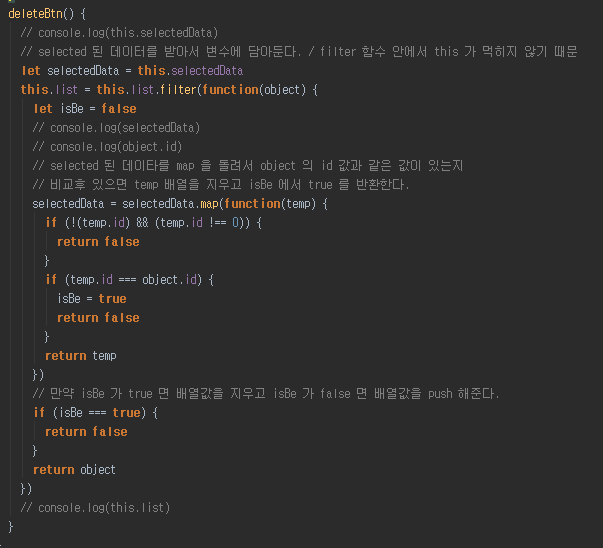 deleteBtn() {
// console.log(this.selectedData)
// selected 된 데이터를 받아서 변수에 담아둔다. / filter 함수 안에서 this 가 먹히지 않기 때문
let selectedData = this.selectedData
this.list = this.list.filter(function(object) {
let isBe = false
// console.log(selectedData)
// console.log(object.id)
// selected 된 데이타를 map 을 돌려서 object 의 id 값과 같은 값이 있는지
// 비교후 있으면 temp 배열을 지우고 isBe 에서 true 를 반환한다.
selectedData = selectedData.map(function(temp) {
if (!(temp.id) && (temp.id !== 0)) {
return false
}
if (temp.id === object.id) {
isBe = true
return false
}
return temp
})
// 만약 isBe 가 true 면 배열값을 지우고 isBe 가 false 면 배열값을 push 해준다.
if (isBe === true) {
return false
}
return object
})
// console.log(this.list)
}